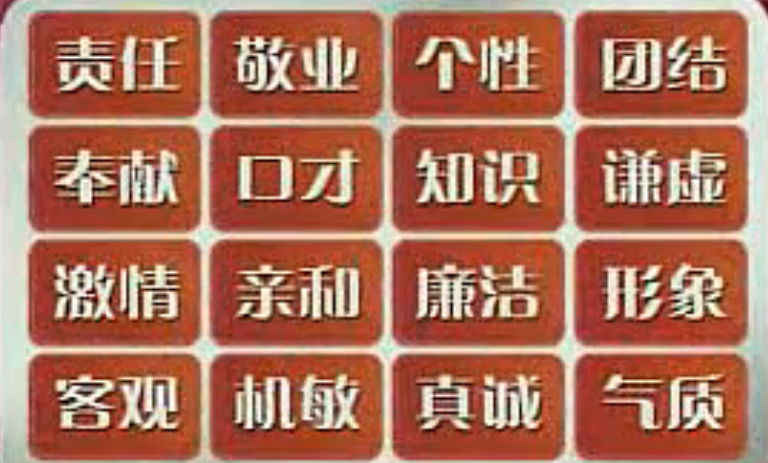 责任 敬业 个性 团结
奉献 口才 知识 谦虚
激情 亲和 廉洁 形象
客观 机敏 真诚 气质